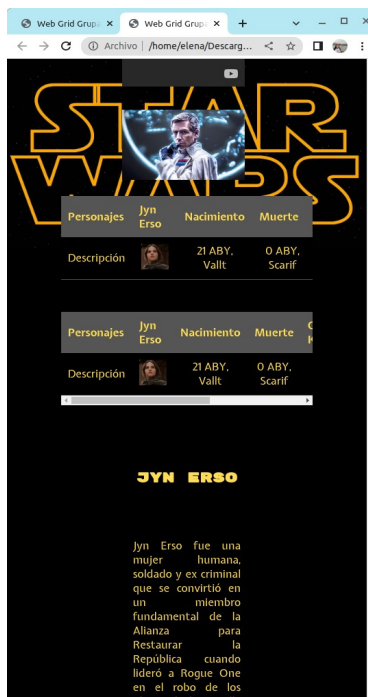 Web Grid Grupa
Web Grid Grupa
Archivo
/home/elena/Descarg...
STAR
WARS
Personajes Jyn Erso Nacimiento Muerte
Descripción 21 ABY, Vallt 0 ABY, Scarif
Personajes Jyn Erso Nacimiento Muerte
Descripción 21 ABY, Vallt 0 ABY, Scarif
JYN ERSO
Jyn Erso fue una
mujer humana,
soldado y ex criminal
que se convirtió en
un miembro
fundamental de la
Alianza para
Restaurar la
República cuando
lideró a Rogue One
en el robo de los